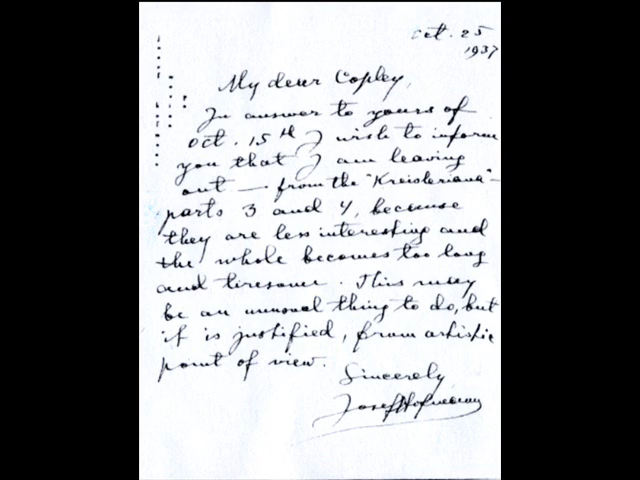 Oct. 25
1937
My dear Copley,
In answer to yours of
Oct. 15th I wish to inform
you that I am leaving
out — from the "Kreisleriana" –
parts 3 and 4, because
they are less interesting and
the whole becomes too long
and tiresome. This may
be an unusual thing to do, but
it is justified, from artistic
point of view.
Sincerely
Josef Hofmann